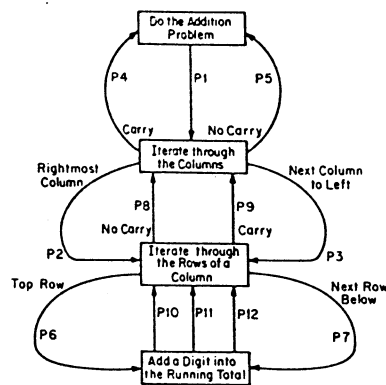 Do the Addition
Problem
P4
P1
P5
Carry
No Carry
Iterate through
the Columns
Rightmost
Column
Next Column
to Left
P8
P9
No Carry
Carry
P2
P3
Iterate through
the Rows of a
Column
Top Row
Next Row
Below
P10
P11
P12
P6
P7
Add a Digit into
the Running Total